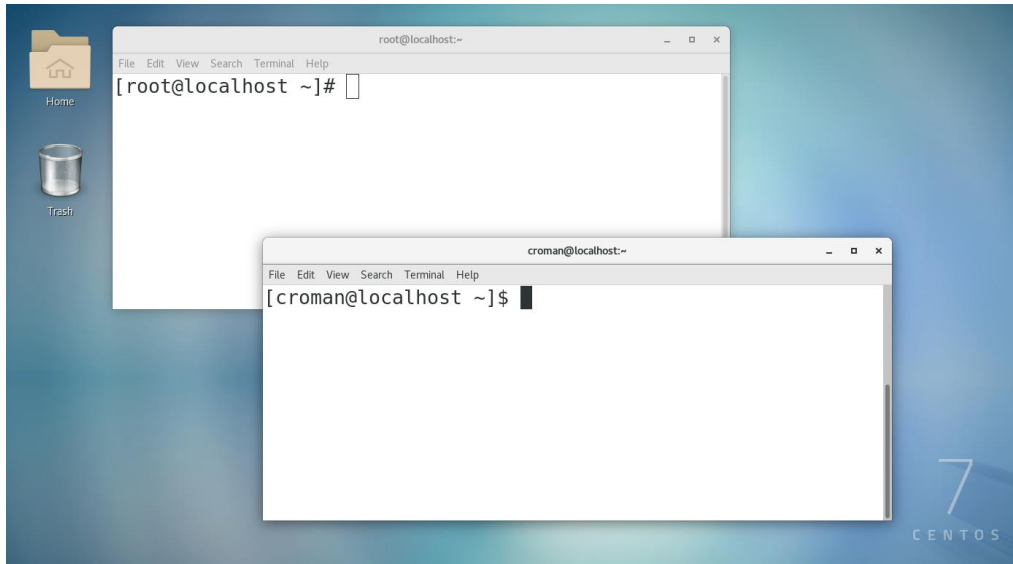 Home
Trash
root@localhost:~
File Edit View Search Terminal Help
[root@localhost ~]#
croman@localhost:~
File Edit View Search Terminal Help
[croman@localhost ~]$
7
CENTOS